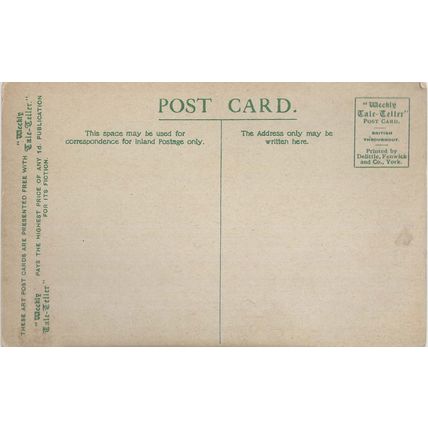 POST CARD.
This space may be used for
correspondence for Inland Postage only.
The Address only may be
written here.
"Weekly
Tale-Teller"
POST CARD.
BRITISH
THROUGHOUT.
Printed by
Delittle, Fenwick
and Co., York.
THESE ART POST CARDS ARE PRESENTED FREE WITH "Weekly Tale-Teller."
"Weekly Tale-Teller" PAYS THE HIGHEST PRICE OF ANY 1d. PUBLICATION
FOR ITS FICTION.